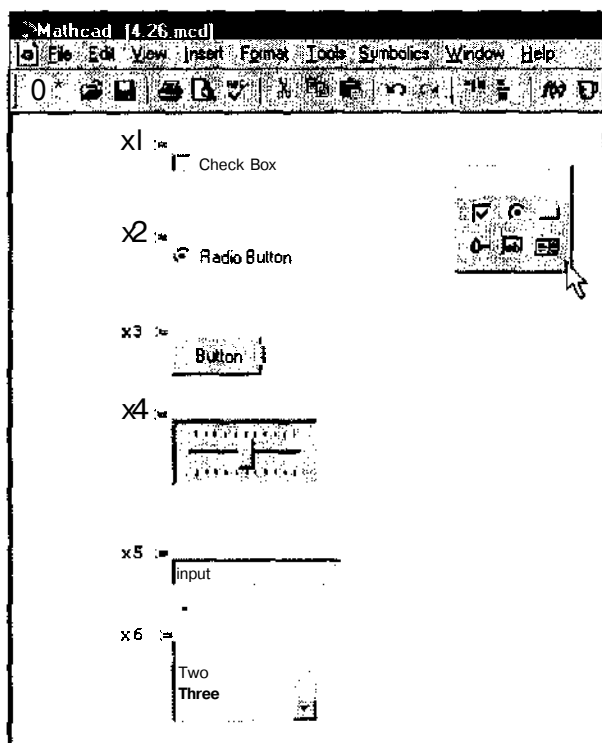 Mathcad [4.26.mcd]
File Edit View Insert Format Tools Symbolics Window Help
x1 :=
Check Box
x2 :=
Radio Button
x3 :=
Button
x4 :=
x5 :=
input
x6 :=
Two
Three